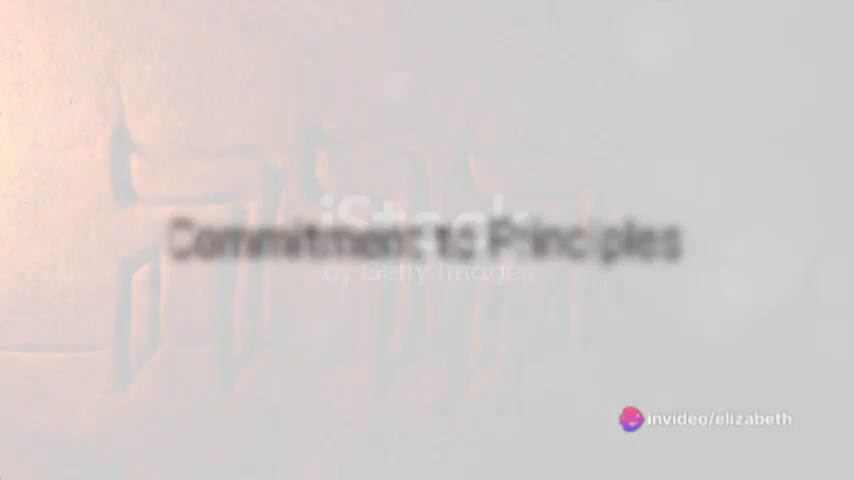 iStock
Commitment to Principles
by Getty Images
invideo/elizabeth